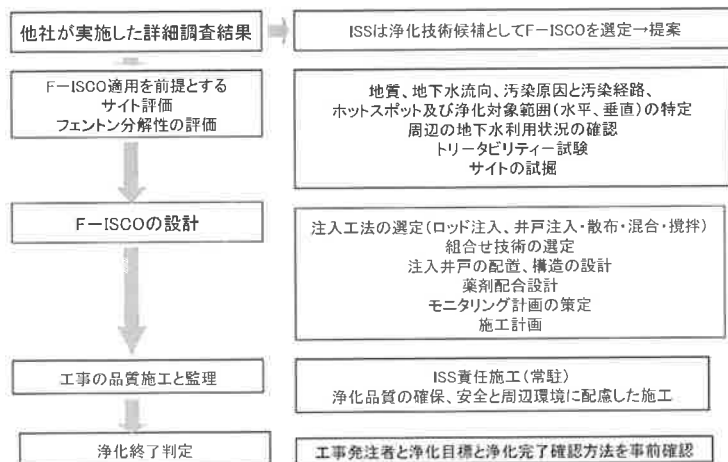 他社が実施した詳細調査結果
ISSは浄化技術候補としてF－ISCOを選定→提案
F－ISCO適用を前提とする
サイト評価
フェントン分解性の評価
地質、地下水流向、汚染原因と汚染経路、
ホットスポット及び浄化対象範囲(水平、垂直)の特定
周辺の地下水利用状況の確認
トリータビリティー試験
サイトの試掘
F－ISCOの設計
注入工法の選定(ロッド注入、井戸注入・散布・混合・撹拌)
組合せ技術の選定
注入井戸の配置、構造の設計
薬剤配合設計
モニタリング計画の策定
施工計画
工事の品質施工と監理
ISS責任施工(常駐)
浄化品質の確保、安全と周辺環境に配慮した施工
浄化終了判定
工事発注者と浄化目標と浄化完了確認方法を事前確認